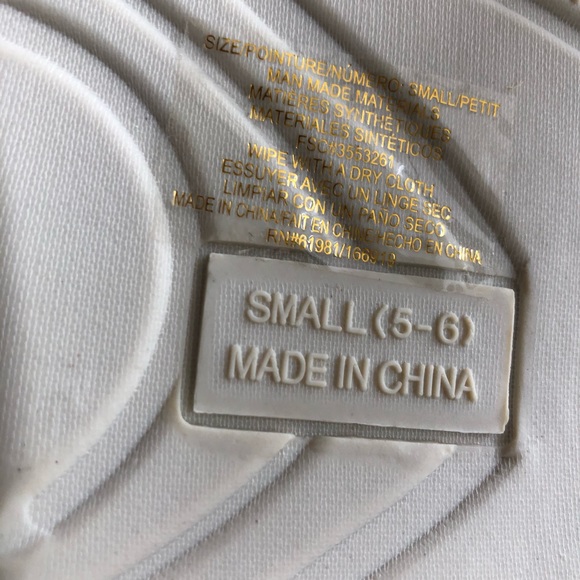 SIZE/POINTURE/NÚMERO: SMALL/PETIT
MAN MADE MATERIALS
MATIÈRES SYNTHÉTIQUES
MATERIALES SINTÉTICOS
FSC#3553261
WIPE WITH A DRY CLOTH
ESSUYER AVEC UN LINGE SEC
LIMPIAR CON UN PAÑO SECO
MADE IN CHINA FAIT EN CHINE HECHO EN CHINA
SMALL (5-6)
MADE IN CHINA